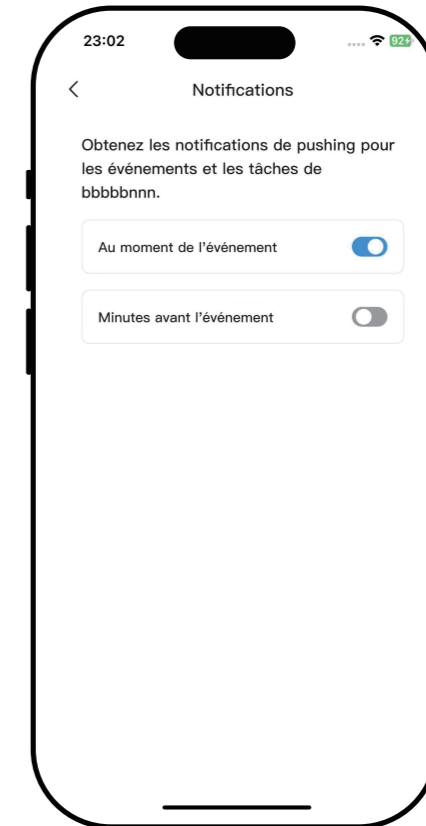 23:02
92
Notifications
Obtenez les notifications de pushing pour
les événements et les tâches de
bbbbbnnn.
Au moment de l'événement
Minutes avant l'événement